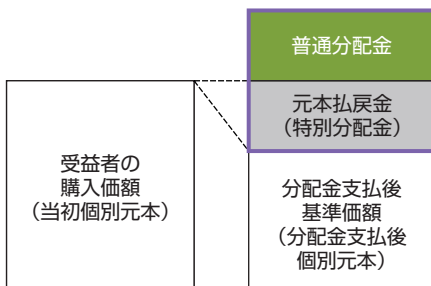 普通分配金
元本払戻金
（特別分配金）
受益者の
購入価額
（当初個別元本）
分配金支払後
基準価額
（分配金支払後
個別元本）